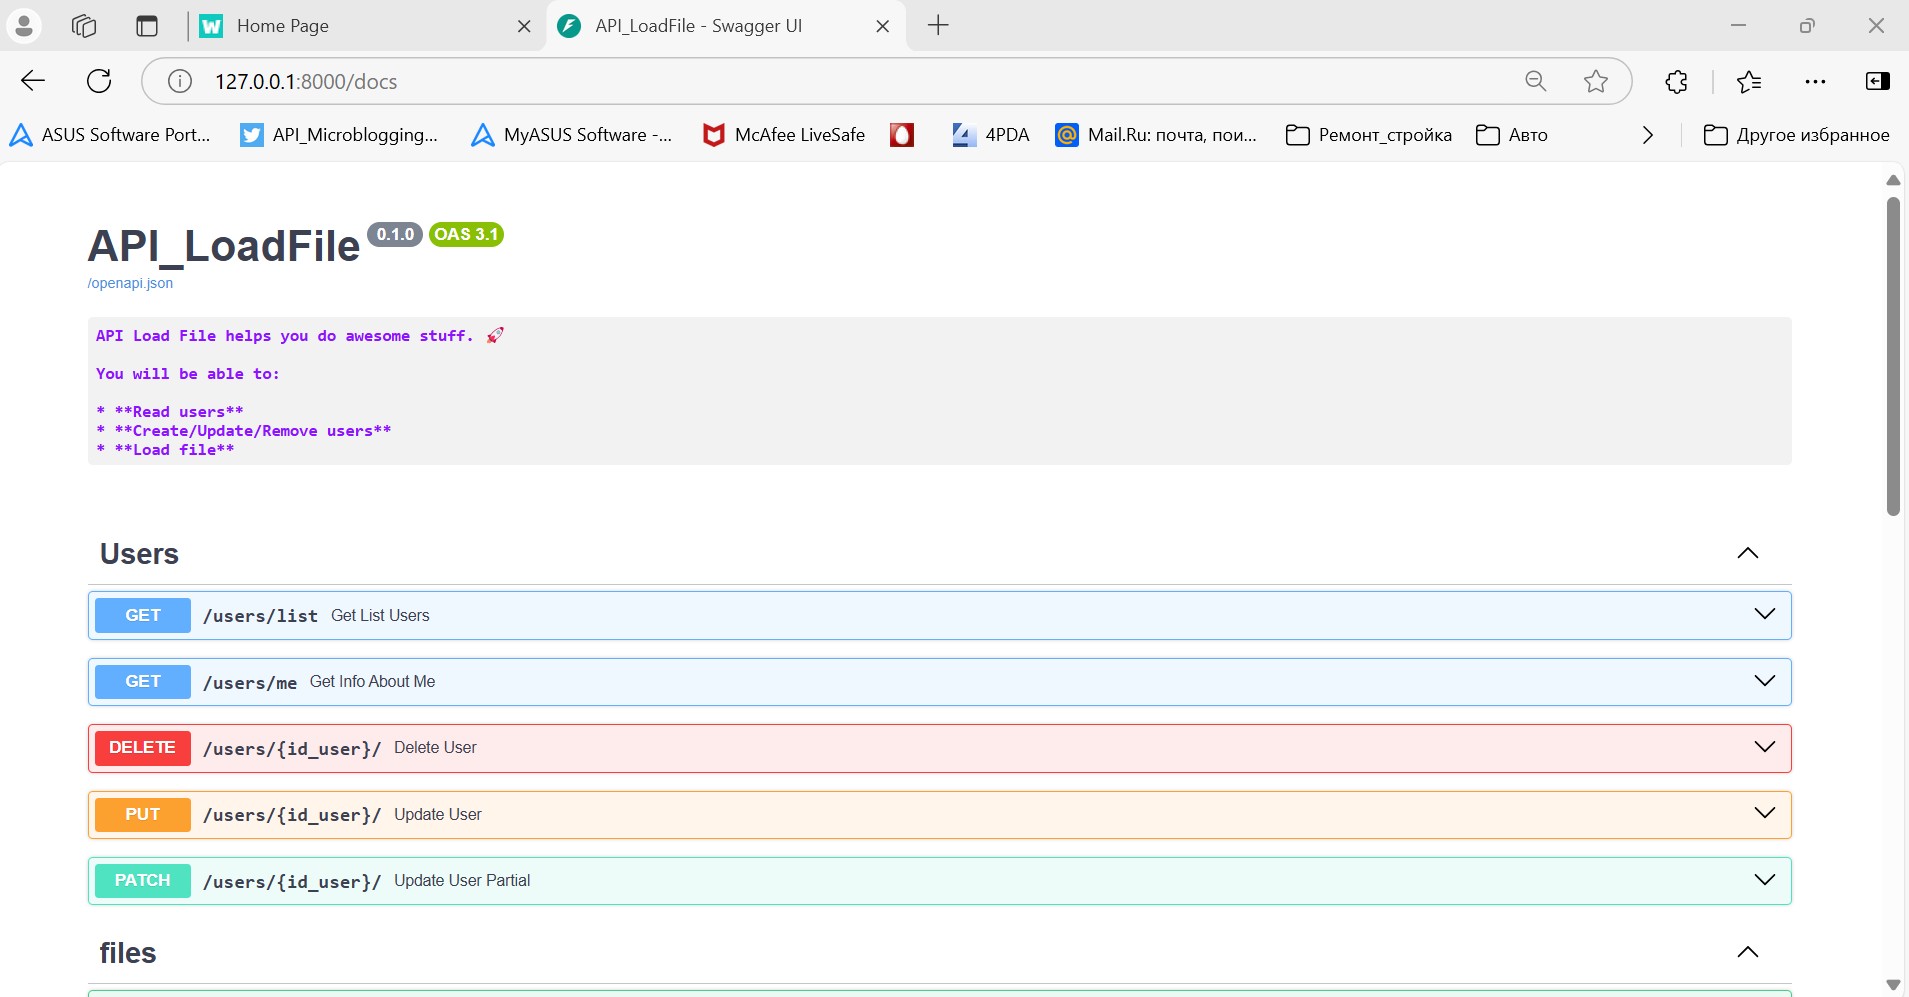 Home Page
API_LoadFile - Swagger UI
127.0.0.1:8000/docs
ASUS Software Port...
API_Microblogging...
MyASUS Software -...
McAfee LiveSafe
4PDA
Mail.Ru: почта, пои...
Ремонт_стройка
Авто
Другое избранное
API_LoadFile 0.1.0 OAS 3.1
/openapi.json
API Load File helps you do awesome stuff. 🚀
You will be able to:
* **Read users**
* **Create/Update/Remove users**
* **Load file**
Users
GET /users/list Get List Users
GET /users/me Get Info About Me
DELETE /users/{id_user}/ Delete User
PUT /users/{id_user}/ Update User
PATCH /users/{id_user}/ Update User Partial
files